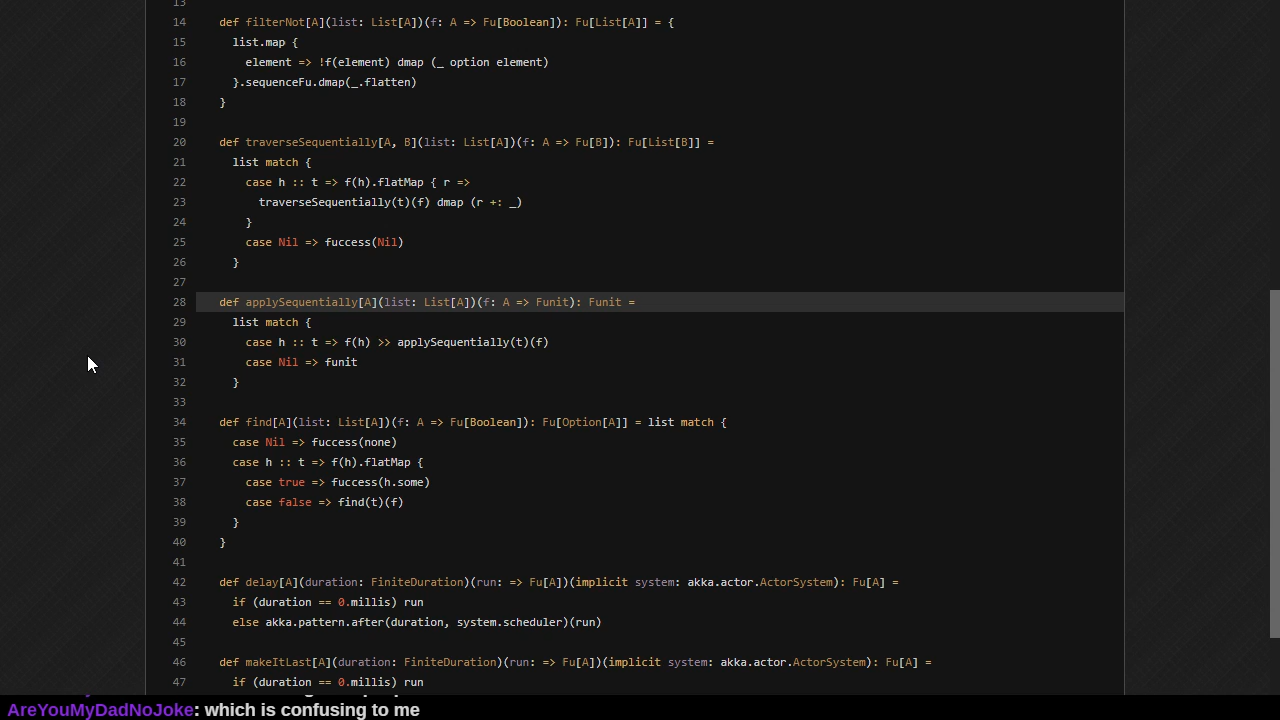 13
14 def filterNot[A](list: List[A])(f: A => Fu[Boolean]): Fu[List[A]] = {
15 list.map {
16 element => !f(element) dmap (_ option element)
17 }.sequenceFu.dmap(_.flatten)
18 }
19
20 def traverseSequentially[A, B](list: List[A])(f: A => Fu[B]): Fu[List[B]] =
21 list match {
22 case h :: t => f(h).flatMap { r =>
23 traverseSequentially(t)(f) dmap (r +: _)
24 }
25 case Nil => fuccess(Nil)
26 }
27
28 def applySequentially[A](list: List[A])(f: A => Funit): Funit =
29 list match {
30 case h :: t => f(h) >> applySequentially(t)(f)
31 case Nil => funit
32 }
33
34 def find[A](list: List[A])(f: A => Fu[Boolean]): Fu[Option[A]] = list match {
35 case Nil => fuccess(none)
36 case h :: t => f(h).flatMap {
37 case true => fuccess(h.some)
38 case false => find(t)(f)
39 }
40 }
41
42 def delay[A](duration: FiniteDuration)(run: => Fu[A])(implicit system: akka.actor.ActorSystem): Fu[A] =
43 if (duration == 0.millis) run
44 else akka.pattern.after(duration, system.scheduler)(run)
45
46 def makeItLast[A](duration: FiniteDuration)(run: => Fu[A])(implicit system: akka.actor.ActorSystem): Fu[A] =
47 if (duration == 0.millis) run
AreYouMyDadNoJoke: which is confusing to me